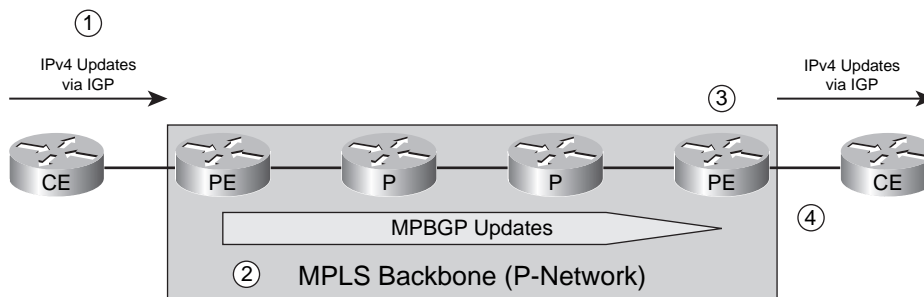 1
IPv4 Updates
via IGP
IPv4 Updates
via IGP
3
CE
PE
P
P
PE
CE
4
MPBGP Updates
2
MPLS Backbone (P-Network)